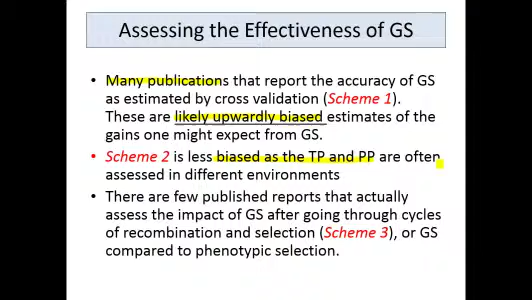 Assessing the Effectiveness of GS
• Many publications that report the accuracy of GS
as estimated by cross validation (Scheme 1).
These are likely upwardly biased estimates of the
gains one might expect from GS.
• Scheme 2 is less biased as the TP and PP are often
assessed in different environments
• There are few published reports that actually
assess the impact of GS after going through cycles
of recombination and selection (Scheme 3), or GS
compared to phenotypic selection.